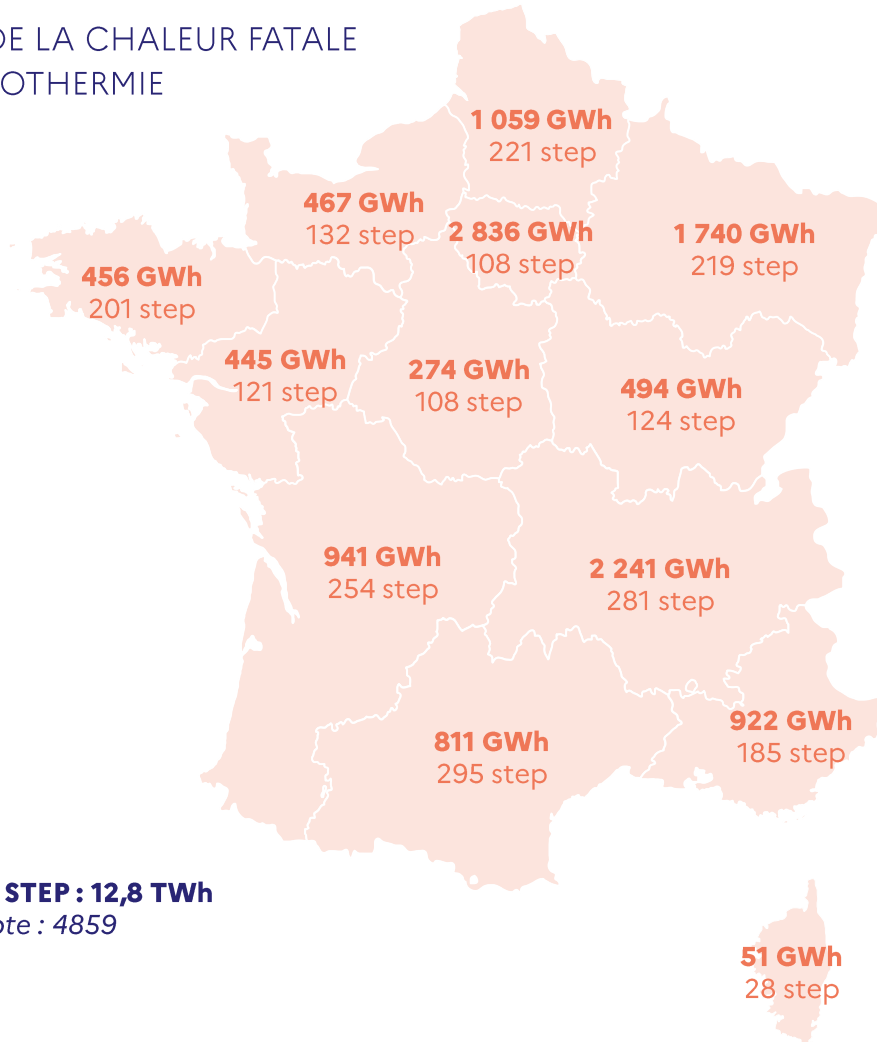 DE LA CHALEUR FATALE
OTHERMIE
1 059 GWh
221 step
467 GWh
132 step
2 836 GWh
108 step
1 740 GWh
219 step
456 GWh
201 step
445 GWh
121 step
274 GWh
108 step
494 GWh
124 step
941 GWh
254 step
2 241 GWh
281 step
922 GWh
185 step
811 GWh
295 step
STEP : 12,8 TWh
ote : 4859
51 GWh
28 step